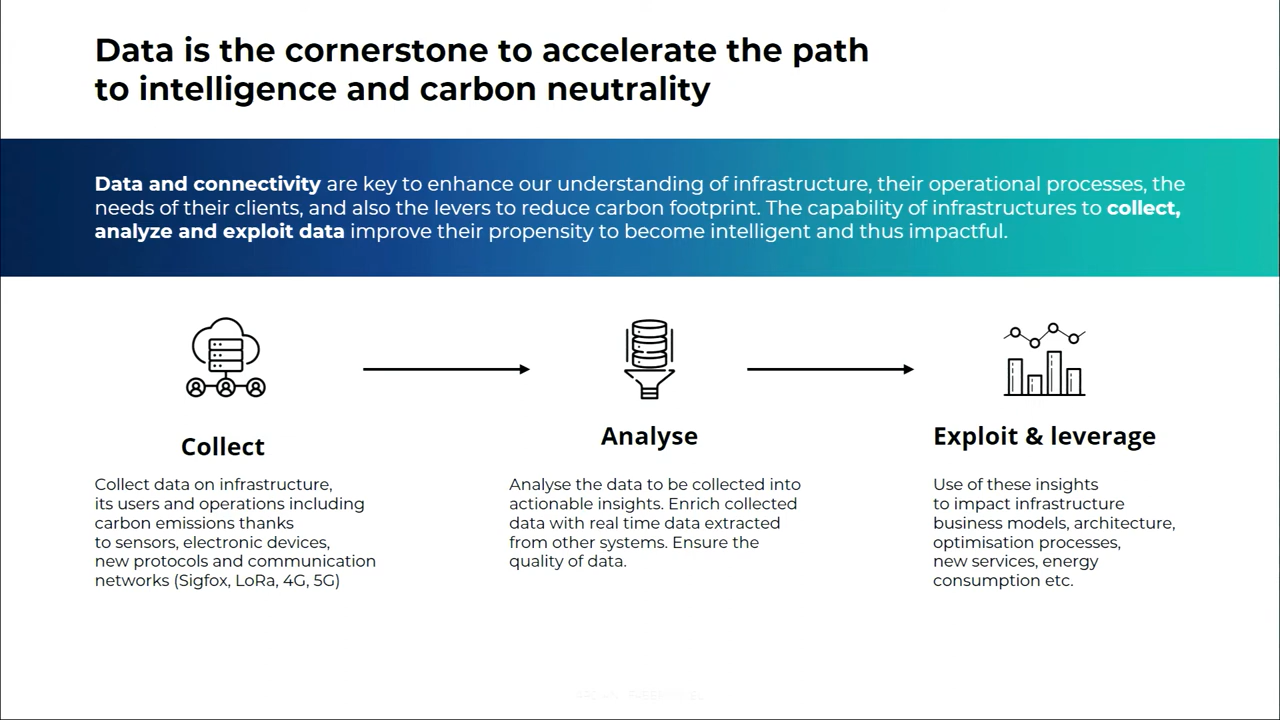 Data is the cornerstone to accelerate the path
to intelligence and carbon neutrality
Data and connectivity are key to enhance our understanding of infrastructure, their operational processes, the
needs of their clients, and also the levers to reduce carbon footprint. The capability of infrastructures to collect,
analyze and exploit data improve their propensity to become intelligent and thus impactful.
Collect
Collect data on infrastructure,
its users and operations including
carbon emissions thanks
to sensors, electronic devices,
new protocols and communication
networks (Sigfox, LoRa, 4G, 5G)
Analyse
Analyse the data to be collected into
actionable insights. Enrich collected
data with real time data extracted
from other systems. Ensure the
quality of data.
Exploit & leverage
Use of these insights
to impact infrastructure
business models, architecture,
optimisation processes,
new services, energy
consumption etc.